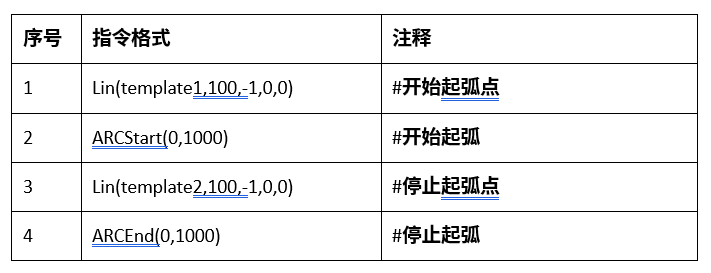 序号 指令格式 注释
1 Lin(template1,100,-1,0,0) #开始起弧点
2 ARCStart(0,1000) #开始起弧
3 Lin(template2,100,-1,0,0) #停止起弧点
4 ARCEnd(0,1000) #停止起弧